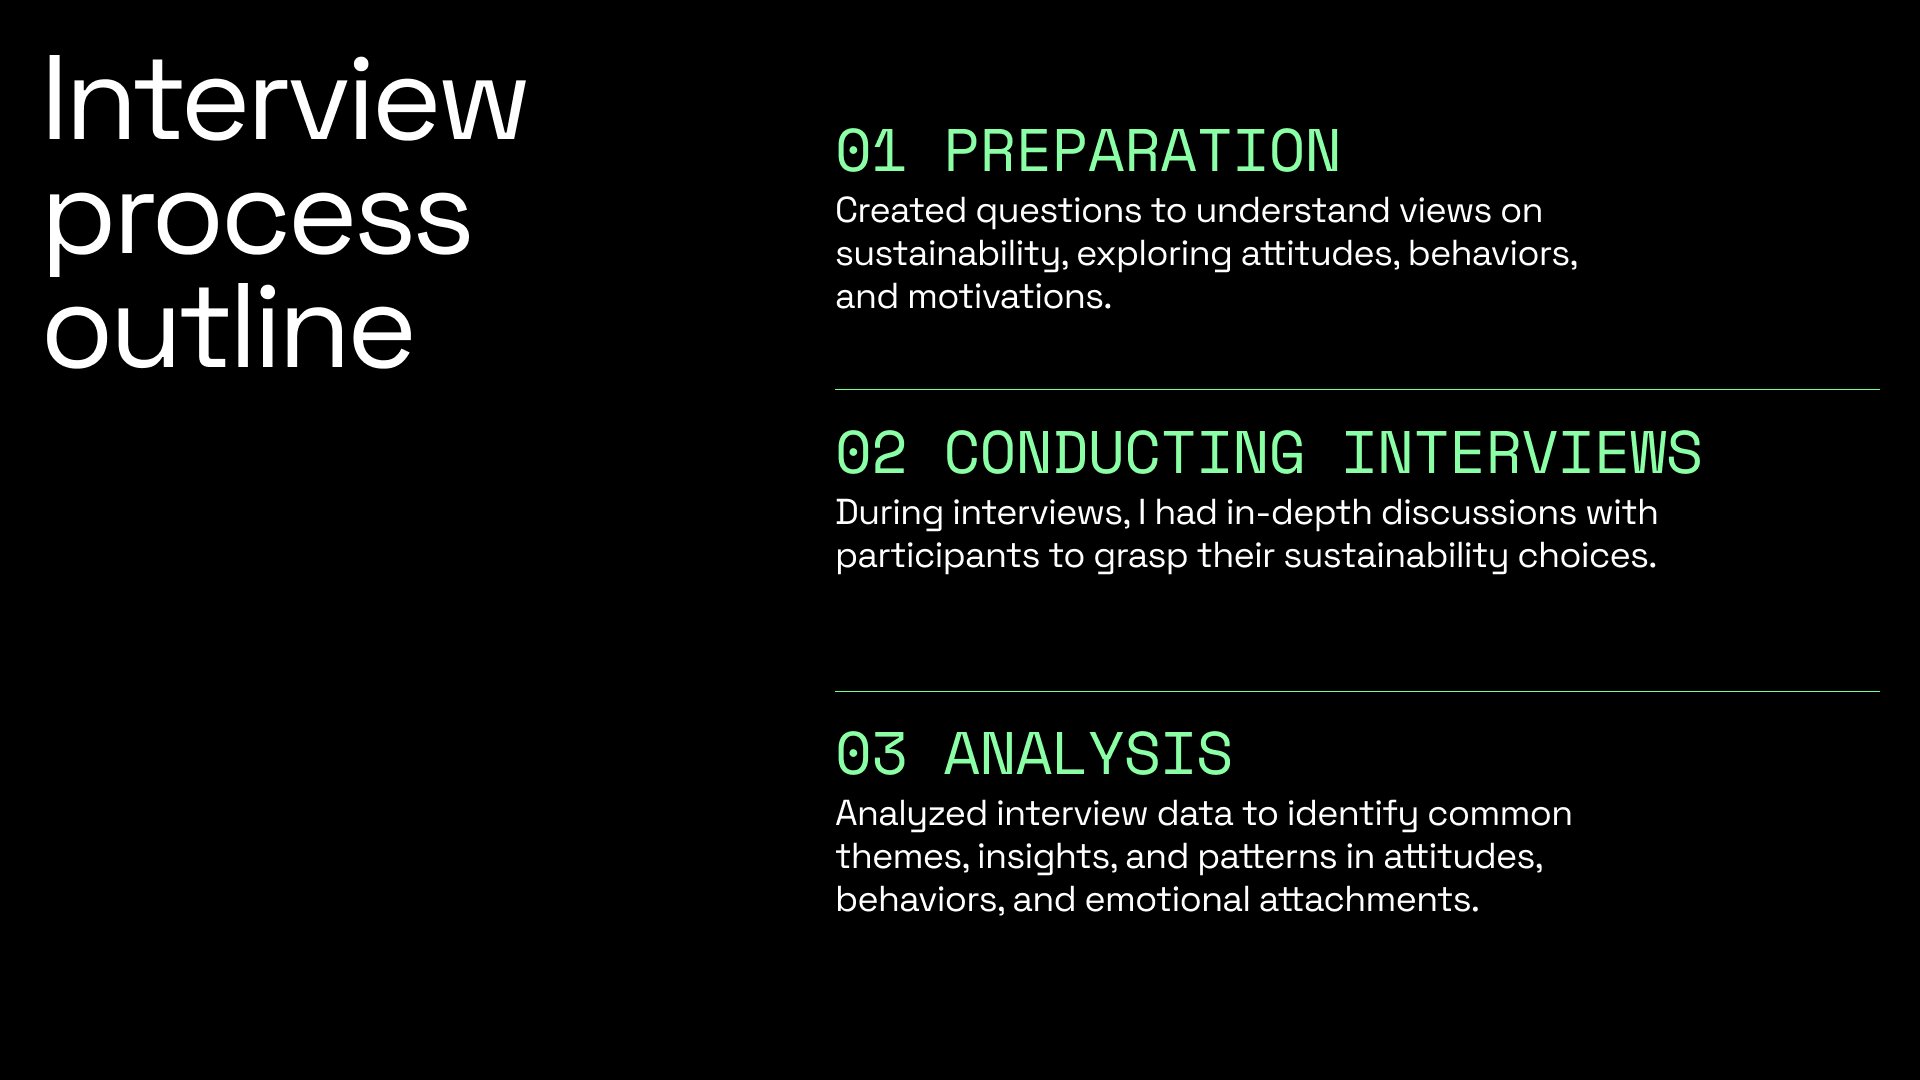 Interview
process
outline
01 PREPARATION
Created questions to understand views on
sustainability, exploring attitudes, behaviors,
and motivations.
02 CONDUCTING INTERVIEWS
During interviews, I had in-depth discussions with
participants to grasp their sustainability choices.
03 ANALYSIS
Analyzed interview data to identify common
themes, insights, and patterns in attitudes,
behaviors, and emotional attachments.